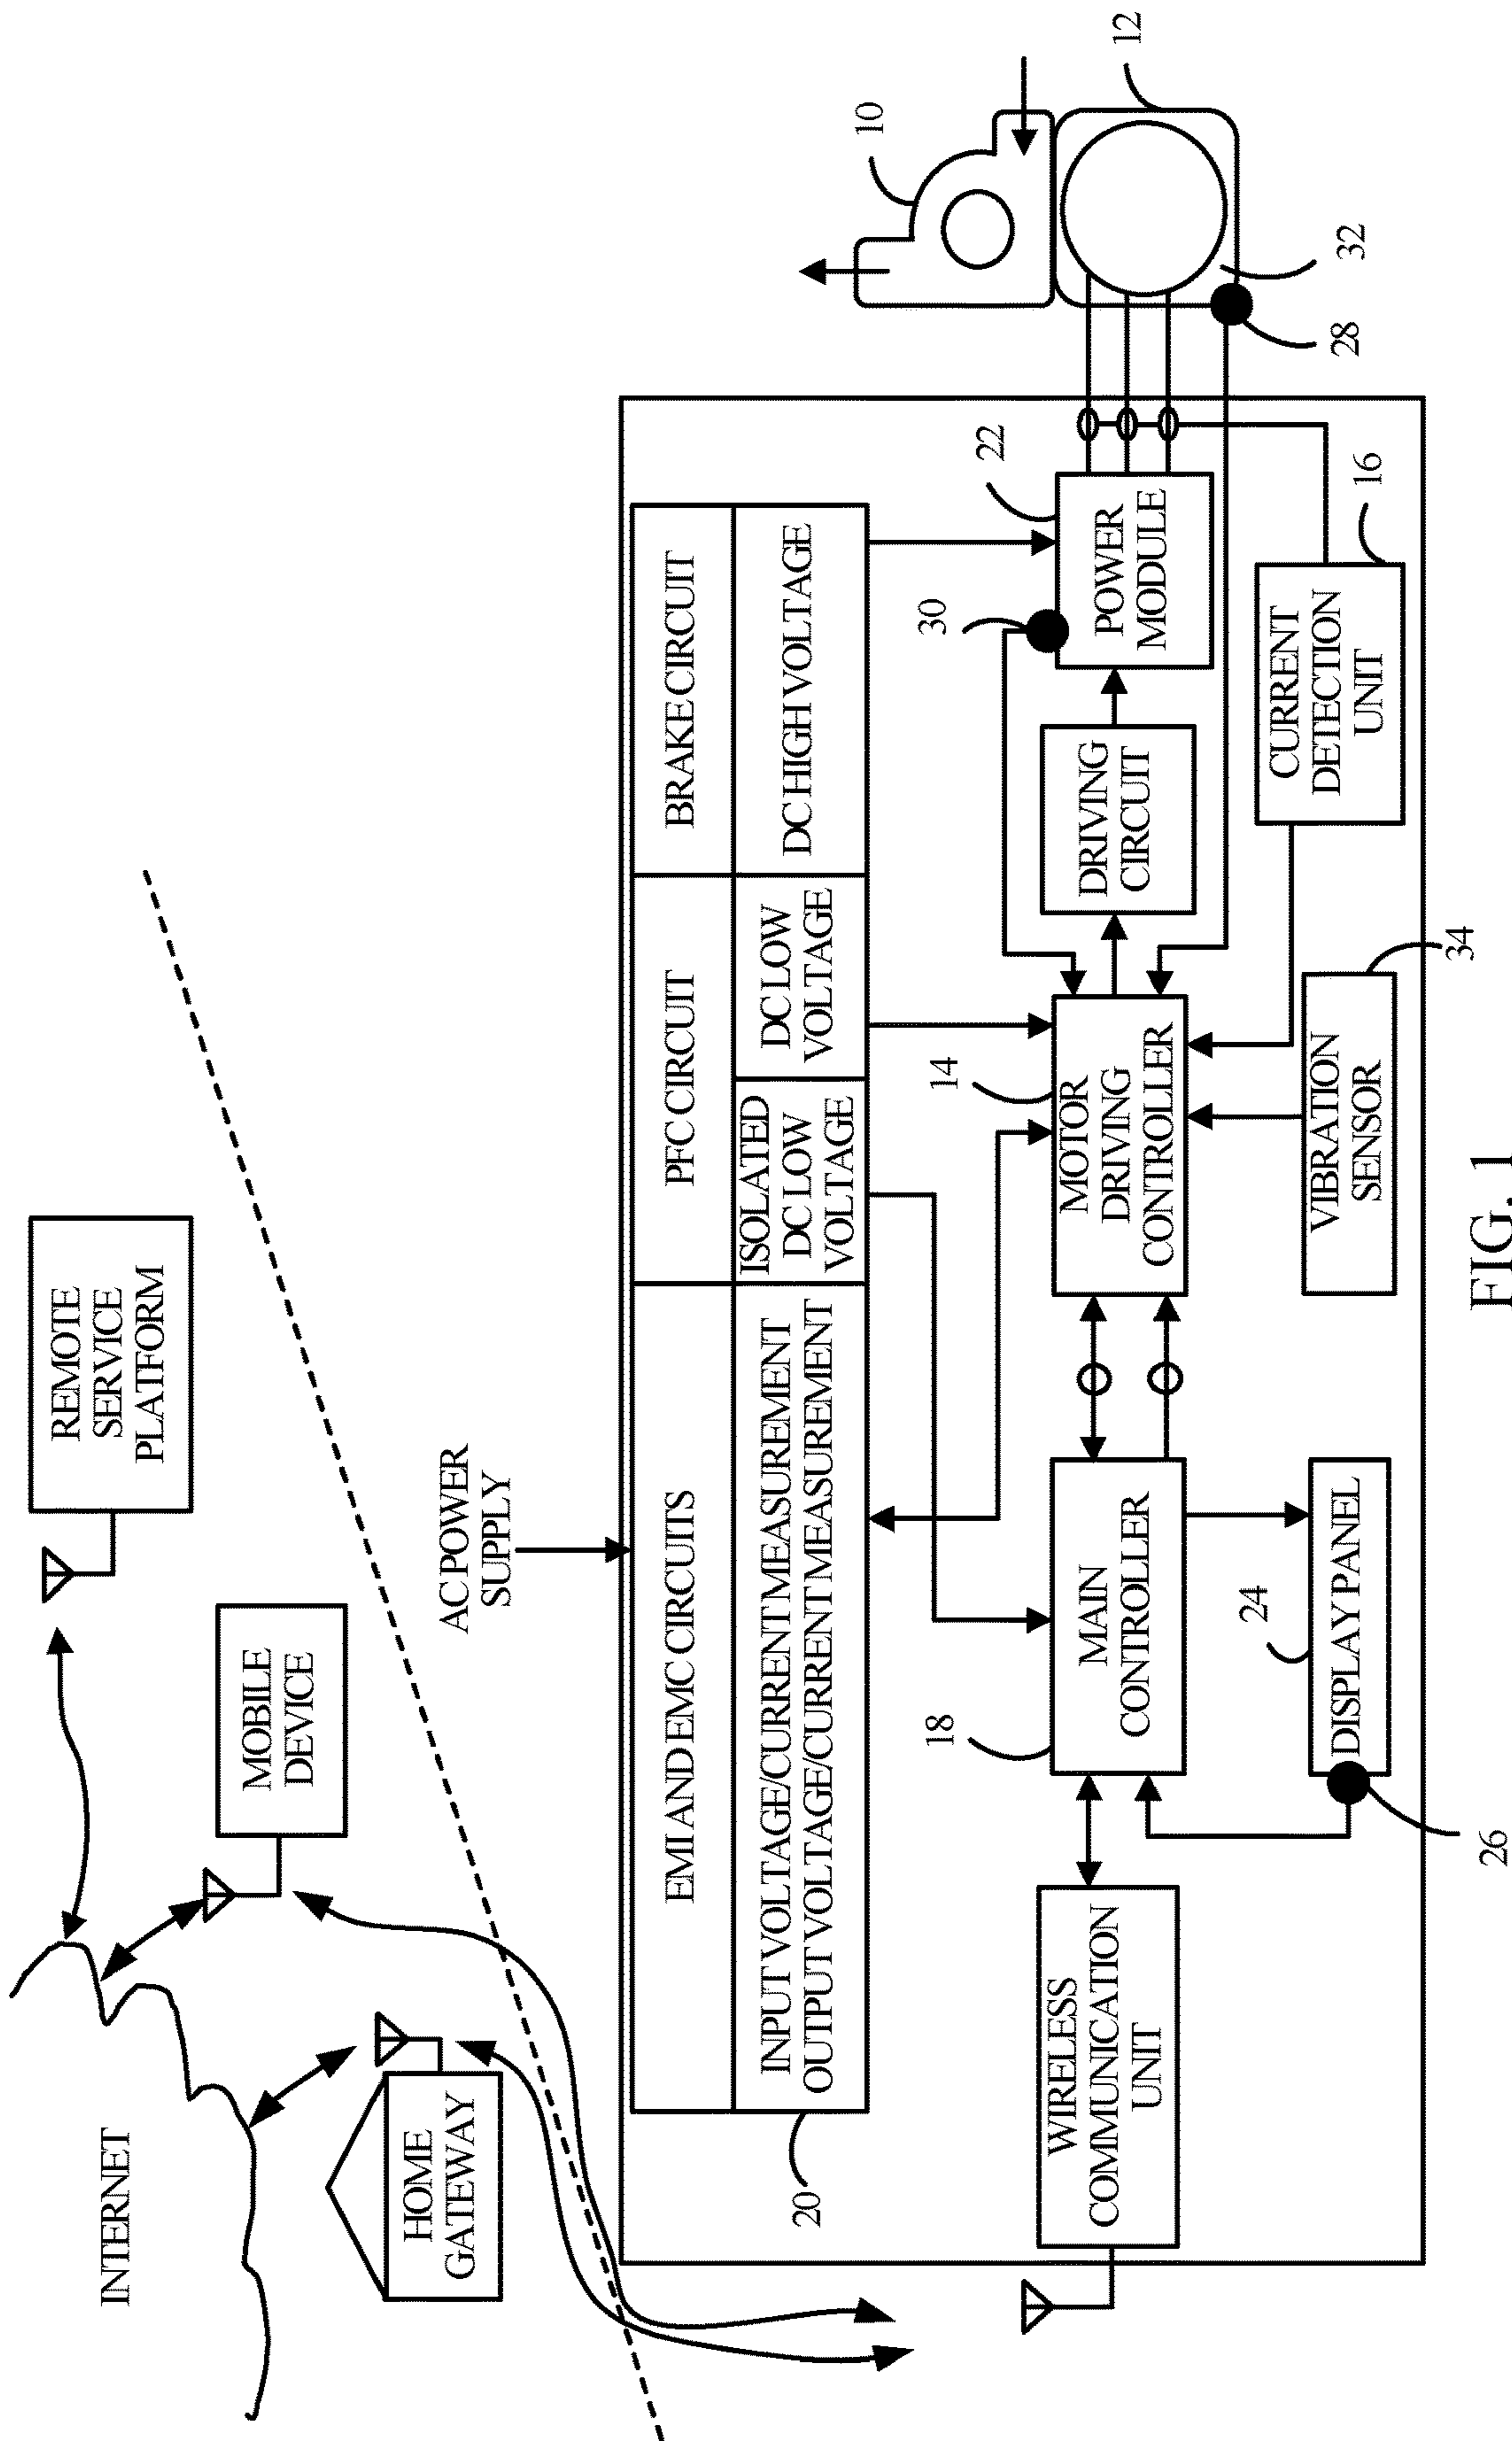 INTERNET
HOME
GATEWAY
MOBILE
DEVICE
REMOTE
SERVICE
PLATFORM
AC POWER
SUPPLY
EMI AND EMC CIRCUITS
PFC CIRCUIT
BRAKE CIRCUIT
INPUT VOLTAGE/CURRENT MEASUREMENT
OUTPUT VOLTAGE/CURRENT MEASUREMENT
ISOLATED
DC LOW
VOLTAGE
DC LOW
VOLTAGE
DC HIGH VOLTAGE
20
WIRELESS
COMMUNICATION
UNIT
18
MAIN
CONTROLLER
14
MOTOR
DRIVING
CONTROLLER
DRIVING
CIRCUIT
30
22
POWER
MODULE
10
12
32
28
24
DISPLAY PANEL
26
VIBRATION
SENSOR
34
CURRENT
DETECTION
UNIT
16
FIG. 1